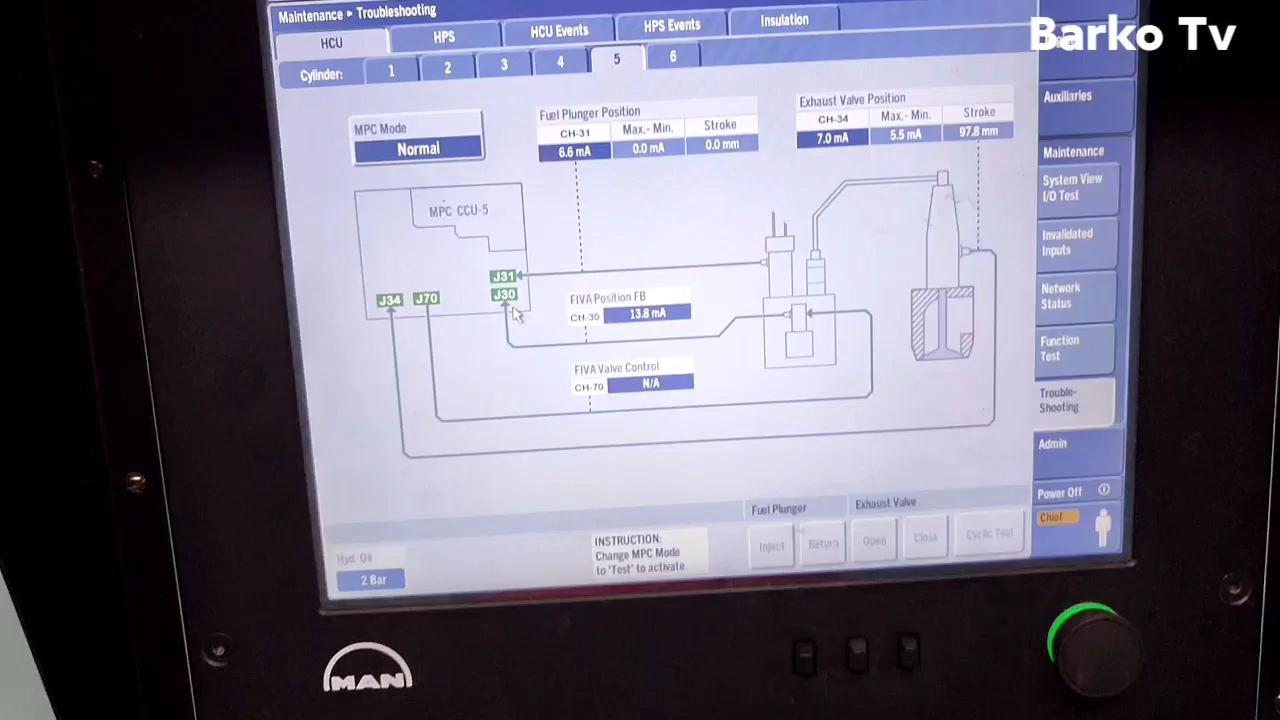 Maintenance ▸ Troubleshooting
Barko Tv
HCU HPS HCU Events HPS Events Insulation
Cylinder: 1 2 3 4 5 6
Auxiliaries
Maintenance
System View
I/O Test
Invalidated
Inputs
Network
Status
Function
Test
Trouble-
Shooting
Admin
Power Off
Chief
MPC Mode
Normal
Fuel Plunger Position
CH-31 Max.- Min. Stroke
6.6 mA 0.0 mA 0.0 mm
Exhaust Valve Position
CH-34 Max.- Min. Stroke
7.0 mA 5.5 mA 97.8 mm
MPC CCU-5
J31
J30
J34 J70
FIVA Position FB
CH-30 13.8 mA
FIVA Valve Control
CH-70 N/A
Fuel Plunger Exhaust Valve
Inject Return Open Close Cyclic Test
INSTRUCTION:
Change MPC Mode
to 'Test' to activate.
Hyd. Oil
2 Bar
MAN